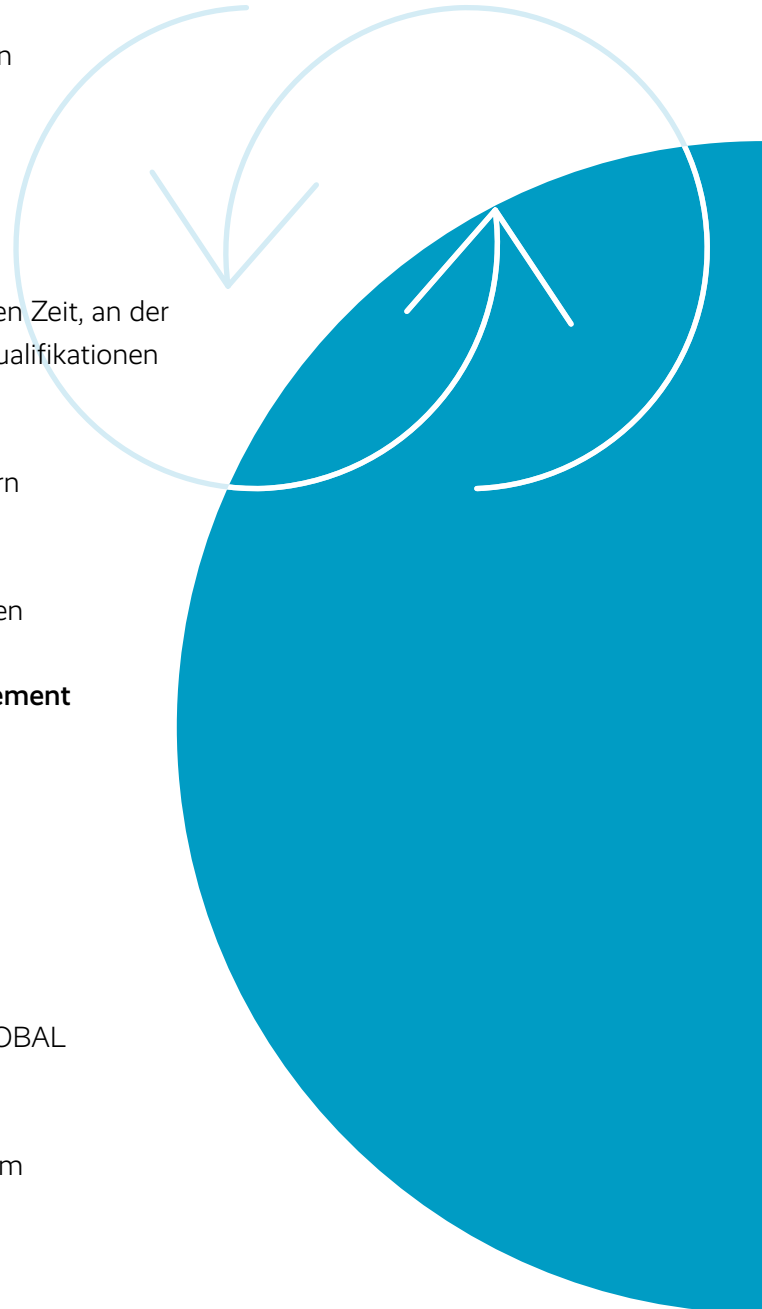 n
en Zeit, an der
ualifikationen
rn
en
ement
OBAL
m